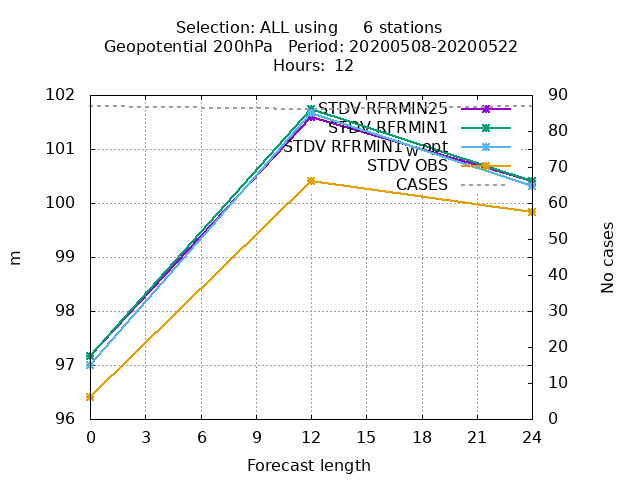 Selection: ALL using     6 stations
Geopotential 200hPa   Period: 20200508-20200522
Hours:  12
STDV RFRMIN25
STDV RFRMIN1
STDV RFRMIN1wopt
STDV OBS
CASES
102
101
100
99
98
97
96
m
90
80
70
60
50
40
30
20
10
0
No cases
0 3 6 9 12 15 18 21 24
Forecast length